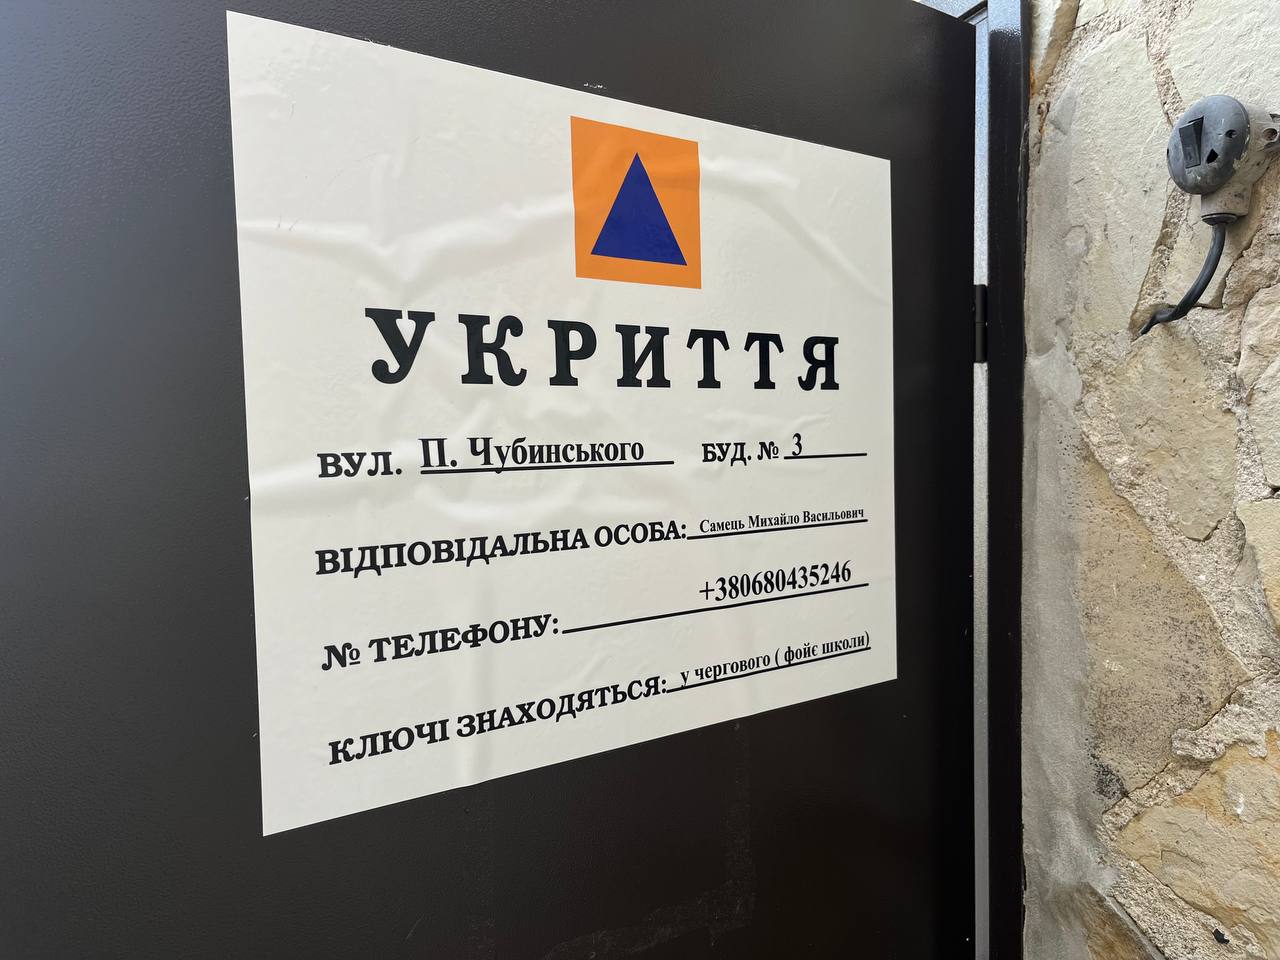 УКРИТТЯ
ВУЛ. П. Чубинського БУД. № 3
ВІДПОВІДАЛЬНА ОСОБА: Самець Михайло Васильович
№ ТЕЛЕФОНУ: +380680435246
КЛЮЧІ ЗНАХОДЯТЬСЯ: у чергового ( фойє школи)